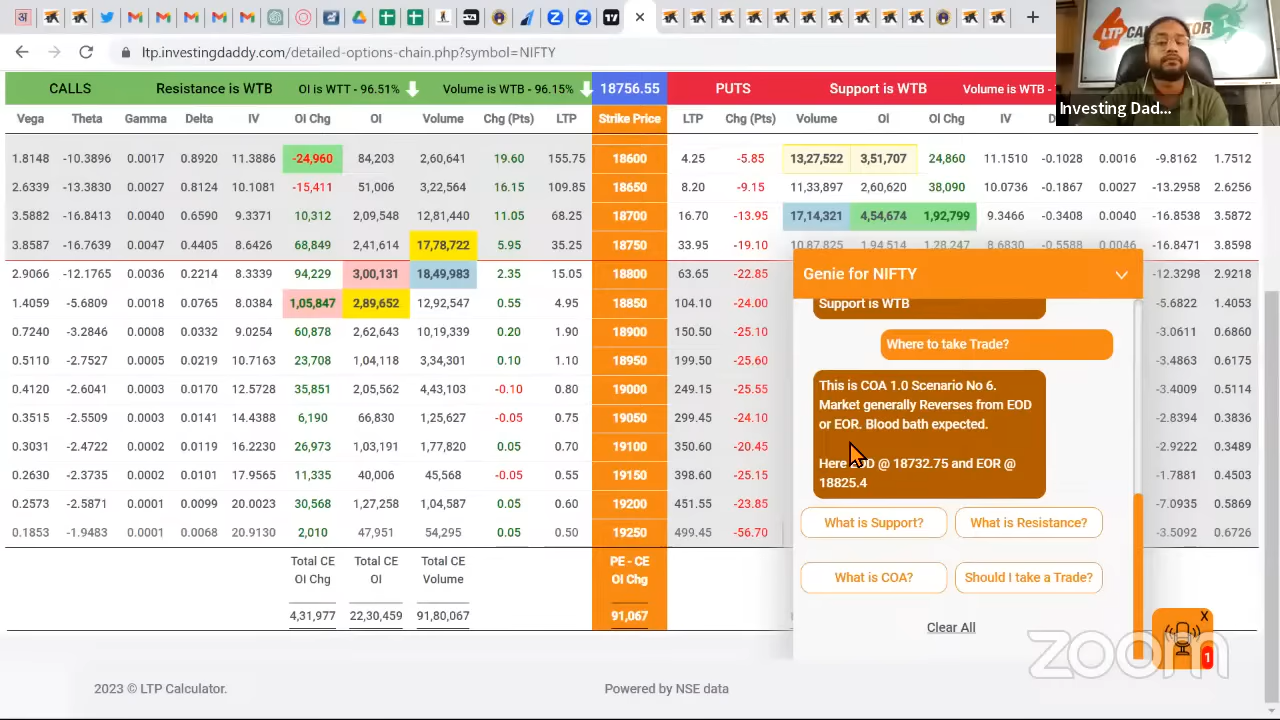 ltp.investingdaddy.com/detailed-options-chain.php?symbol=NIFTY
LTP CALCULATOR
Investing Dad...
CALLS Resistance is WTB OI is WTT - 96.51% Volume is WTB - 96.15% 18756.55 PUTS Support is WTB Volume is WTB -
Vega Theta Gamma Delta IV OI Chg OI Volume Chg (Pts) LTP Strike Price LTP Chg (Pts) Volume OI OI Chg IV
1.8148 -10.3896 0.0017 0.8920 11.3886 -24,960 84,203 2,60,641 19.60 155.75 18600 4.25 -5.85 13,27,522 3,51,707 24,860 11.1510 -0.1028 0.0016 -9.8162 1.7512
2.6339 -13.3830 0.0027 0.8124 10.1081 -15,411 51,006 3,22,564 16.15 109.85 18650 8.20 -9.15 11,33,897 2,60,620 38,090 10.0736 -0.1867 0.0027 -13.2958 2.6256
3.5882 -16.8413 0.0040 0.6590 9.3371 10,312 2,09,548 12,81,440 11.05 68.25 18700 16.70 -13.95 17,14,321 4,54,674 1,92,799 9.3466 -0.3408 0.0040 -16.8538 3.5872
3.8587 -16.7639 0.0047 0.4405 8.6426 68,849 2,41,614 17,78,722 5.95 35.25 18750 33.95 -19.10 10,87,825 1,94,514 1,28,247 8.6830 -0.5588 0.0046 -16.8471 3.8598
2.9066 -12.1765 0.0036 0.2214 8.3339 94,229 3,00,131 18,49,983 2.35 15.05 18800 63.65 -22.85 -12.3298 2.9218
1.4059 -5.6809 0.0018 0.0765 8.0384 1,05,847 2,89,652 12,92,547 0.55 4.95 18850 104.10 -24.00 -5.6822 1.4053
0.7240 -3.2846 0.0008 0.0332 9.0254 60,878 2,62,643 10,19,339 0.20 1.90 18900 150.50 -25.10 -3.0611 0.6860
0.5110 -2.7527 0.0005 0.0219 10.7839 23,708 1,04,118 3,34,301 0.10 1.10 18950 199.50 -25.60 -3.4863 0.6175
0.4120 -2.6041 0.0003 0.0170 12.5728 35,851 2,05,562 4,43,103 -0.10 0.80 19000 249.15 -25.55 -3.4009 0.5114
0.3515 -2.5509 0.0002 0.0141 14.3988 6,190 66,830 1,25,627 -0.05 0.75 19050 299.45 -24.10 -2.8394 0.3836
0.3031 -2.4722 0.0002 0.0119 16.2230 26,973 1,03,191 1,77,820 0.05 0.70 19100 350.60 -20.45 -2.9222 0.3489
0.2630 -2.3735 0.0002 0.0101 17.9565 11,335 40,006 45,568 -0.05 0.55 19150 398.60 -25.15 -1.7881 0.4503
0.2573 -2.5871 0.0001 0.0099 20.0023 30,568 1,27,258 1,04,587 0.05 0.60 19200 451.55 -23.85 -7.0935 0.5869
0.1853 -1.9483 0.0001 0.0068 20.9130 2,010 47,951 54,295 0.05 0.50 19250 499.45 -56.70 -3.5092 0.6726
Total CE Total CE Total CE PE - CE
OI Chg OI Volume OI Chg
4,31,977 22,30,459 91,80,067 91,067
Genie for NIFTY
Support is WTB
Where to take Trade?
This is COA 1.0 Scenario No 6.
Market generally Reverses from EOD
or EOR. Blood bath expected.
Here @ 18732.75 and EOR @
18825.4
What is Support? What is Resistance?
What is COA? Should I take a Trade?
Clear All
X
1
zoom
2023 © LTP Calculator. Powered by NSE data